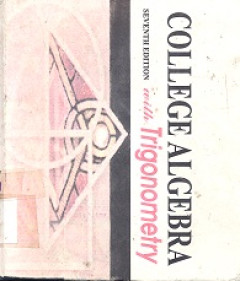 COLLEGE ALGEBRA
with Trigonometry
SEVENTH EDITION